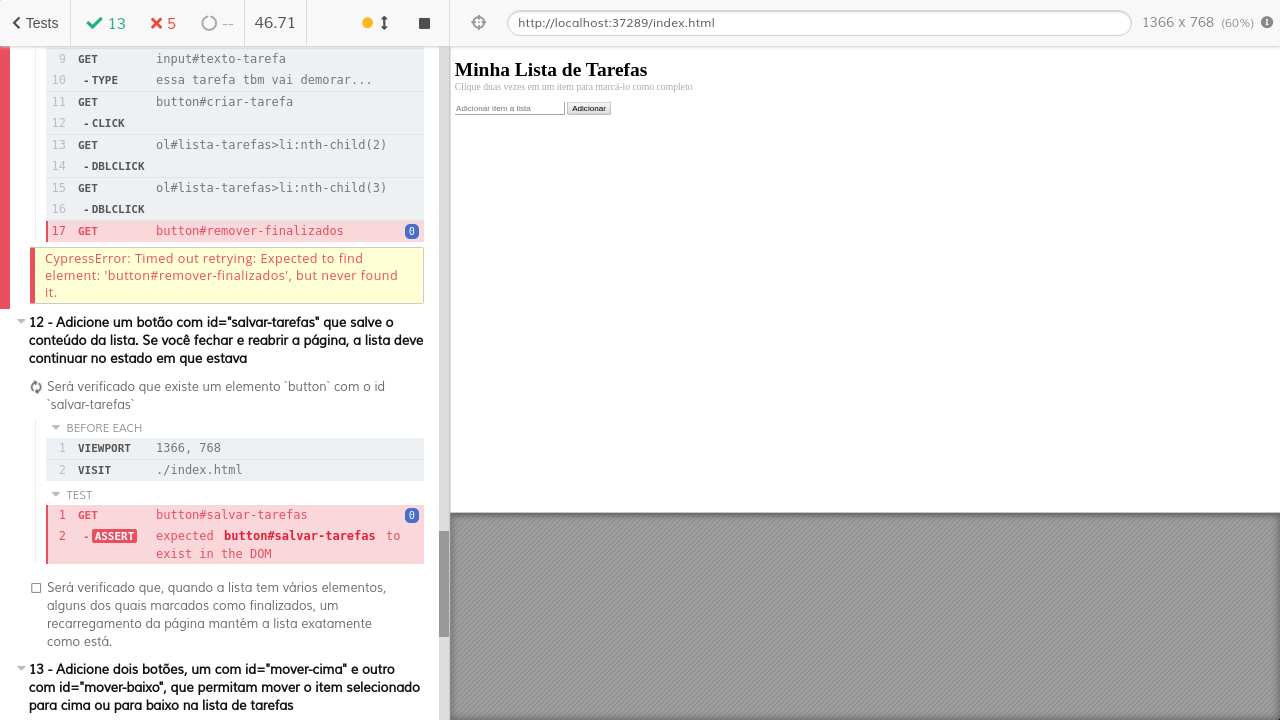 Tests 13 5 -- 46.71
http://localhost:37289/index.html 1366 x 768 (60%)
9 GET input#texto-tarefa
10 -TYPE essa tarefa tbm vai demorar...
11 GET button#criar-tarefa
12 -CLICK
13 GET ol#lista-tarefas>li:nth-child(2)
14 -DBLCLICK
15 GET ol#lista-tarefas>li:nth-child(3)
16 -DBLCLICK
17 GET button#remover-finalizados 0
CypressError: Timed out retrying: Expected to find
element: 'button#remover-finalizados', but never found
it.
12 - Adicione um botão com id="salvar-tarefas" que salve o
conteúdo da lista. Se você fechar e reabrir a página, a lista deve
continuar no estado em que estava
Será verificado que existe um elemento `button` com o id
`salvar-tarefas`
BEFORE EACH
1 VIEWPORT 1366, 768
2 VISIT ./index.html
TEST
1 GET button#salvar-tarefas 0
2 -ASSERT expected button#salvar-tarefas to
exist in the DOM
Será verificado que, quando a lista tem vários elementos,
alguns dos quais marcados como finalizados, um
recarregamento da página mantém a lista exatamente
como está.
13 - Adicione dois botões, um com id="mover-cima" e outro
com id="mover-baixo", que permitam mover o item selecionado
para cima ou para baixo na lista de tarefas
Minha Lista de Tarefas
Clique duas vezes em um item para marcá-lo como completo
Adicionar item a lista Adicionar